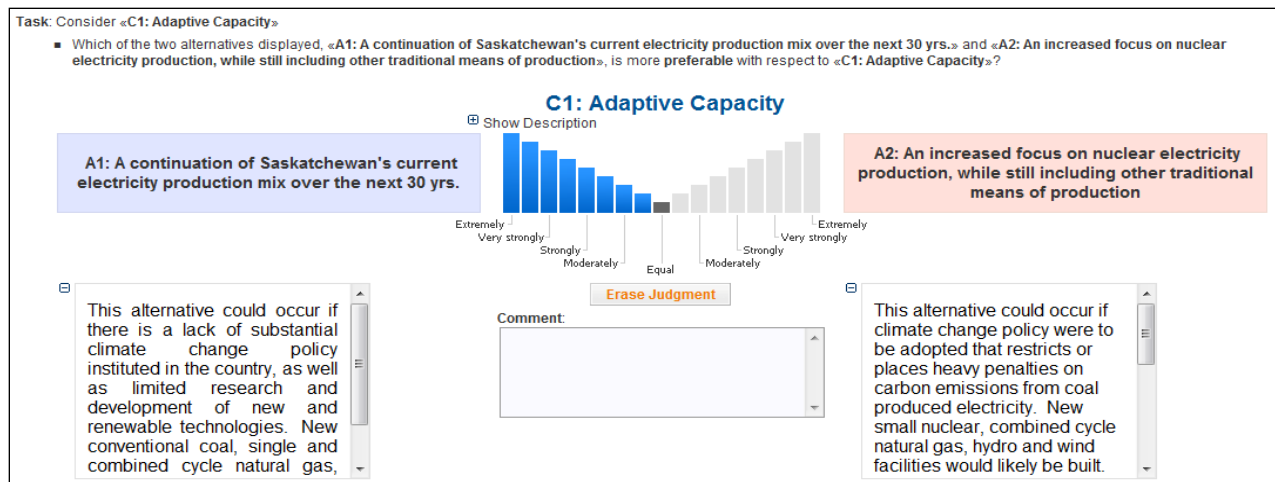 Task: Consider «C1: Adaptive Capacity»
Which of the two alternatives displayed, «A1: A continuation of Saskatchewan's current electricity production mix over the next 30 yrs.» and «A2: An increased focus on nuclear
electricity production, while still including other traditional means of production», is more preferable with respect to «C1: Adaptive Capacity»?
C1: Adaptive Capacity
Show Description
A1: A continuation of Saskatchewan's current
electricity production mix over the next 30 yrs.
A2: An increased focus on nuclear electricity
production, while still including other traditional
means of production
Extremely
Very strongly
Strongly
Moderately
Equal
Moderately
Strongly
Very strongly
Extremely
Erase Judgment
Comment:
This alternative could occur if
there is a lack of substantial
climate change policy
instituted in the country, as well
as limited research and
development of new and
renewable technologies. New
conventional coal, single and
combined cycle natural gas,
This alternative could occur if
climate change policy were to
be adopted that restricts or
places heavy penalties on
carbon emissions from coal
produced electricity. New
small nuclear, combined cycle
natural gas, hydro and wind
facilities would likely be built.